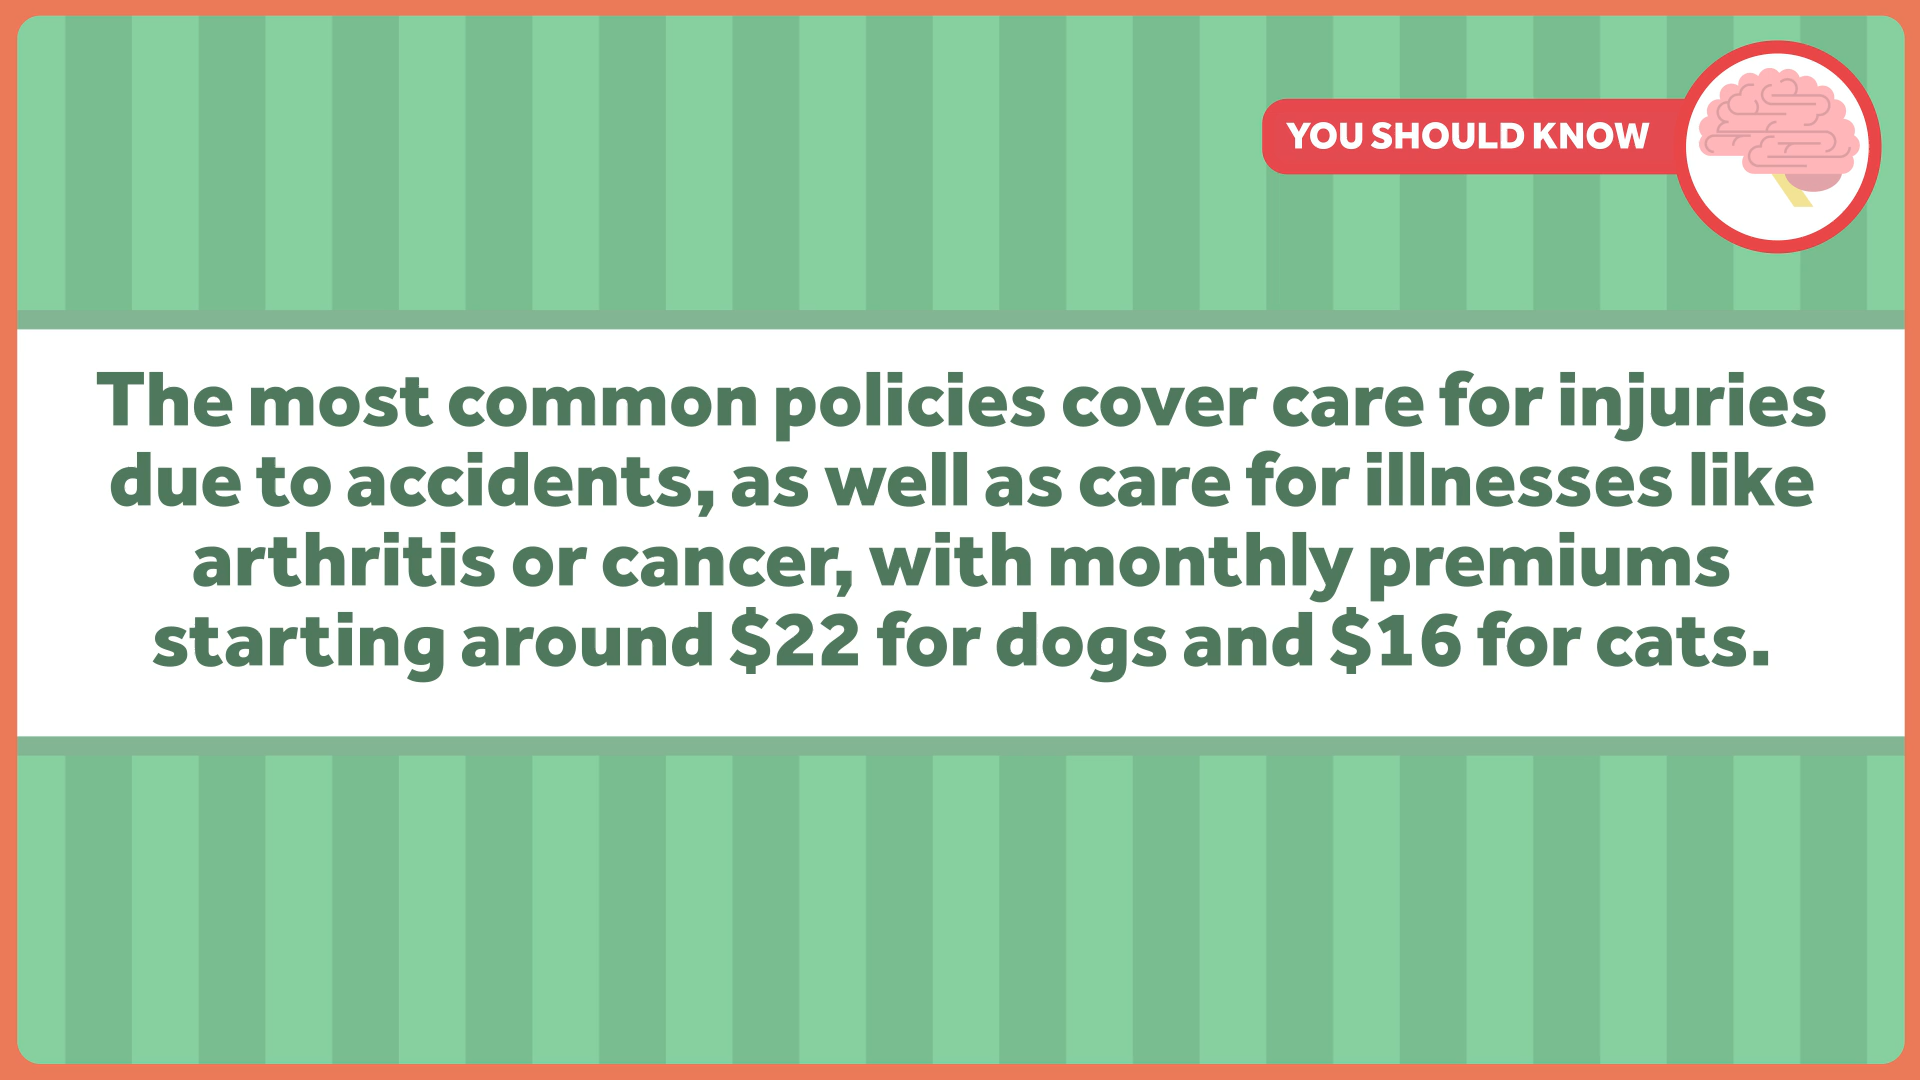 YOU SHOULD KNOW
The most common policies cover care for injuries
due to accidents, as well as care for illnesses like
arthritis or cancer, with monthly premiums
starting around $22 for dogs and $16 for cats.